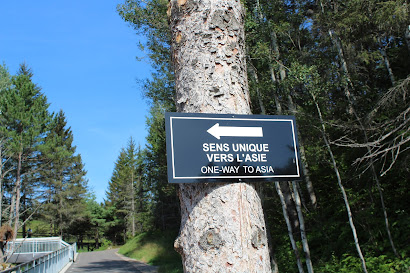 SENS UNIQUE
VERS L'ASIE
ONE-WAY TO ASIA